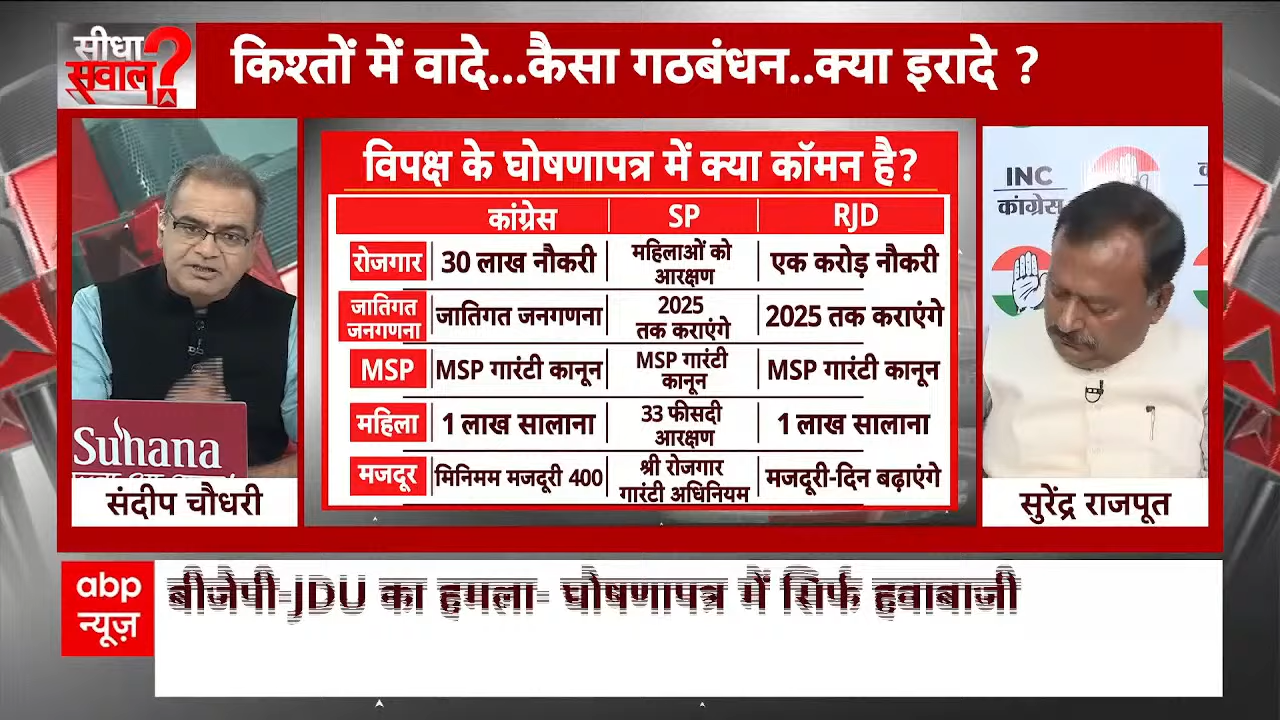 सीधा
सवाल?
किश्तों में वादे...कैसा गठबंधन..क्या इरादे ?
विपक्ष के घोषणापत्र में क्या कॉमन है?
कांग्रेस SP RJD
रोजगार 30 लाख नौकरी महिलाओं को आरक्षण एक करोड़ नौकरी
जातिगत जनगणना जातिगत जनगणना 2025 तक कराएंगे 2025 तक कराएंगे
MSP MSP गारंटी कानून MSP गारंटी कानून MSP गारंटी कानून
महिला 1 लाख सालाना 33 फीसदी आरक्षण 1 लाख सालाना
मजदूर मिनिमम मजदूरी 400 श्री रोजगार गारंटी अधिनियम मजदूरी-दिन बढ़ाएंगे
INC
कांग्रेस
Suhana
संदीप चौधरी
सुरेंद्र राजपूत
abp
न्यूज़
बीजेपी-JDU का हमला- घोषणापत्र में सिर्फ हवाबाजी